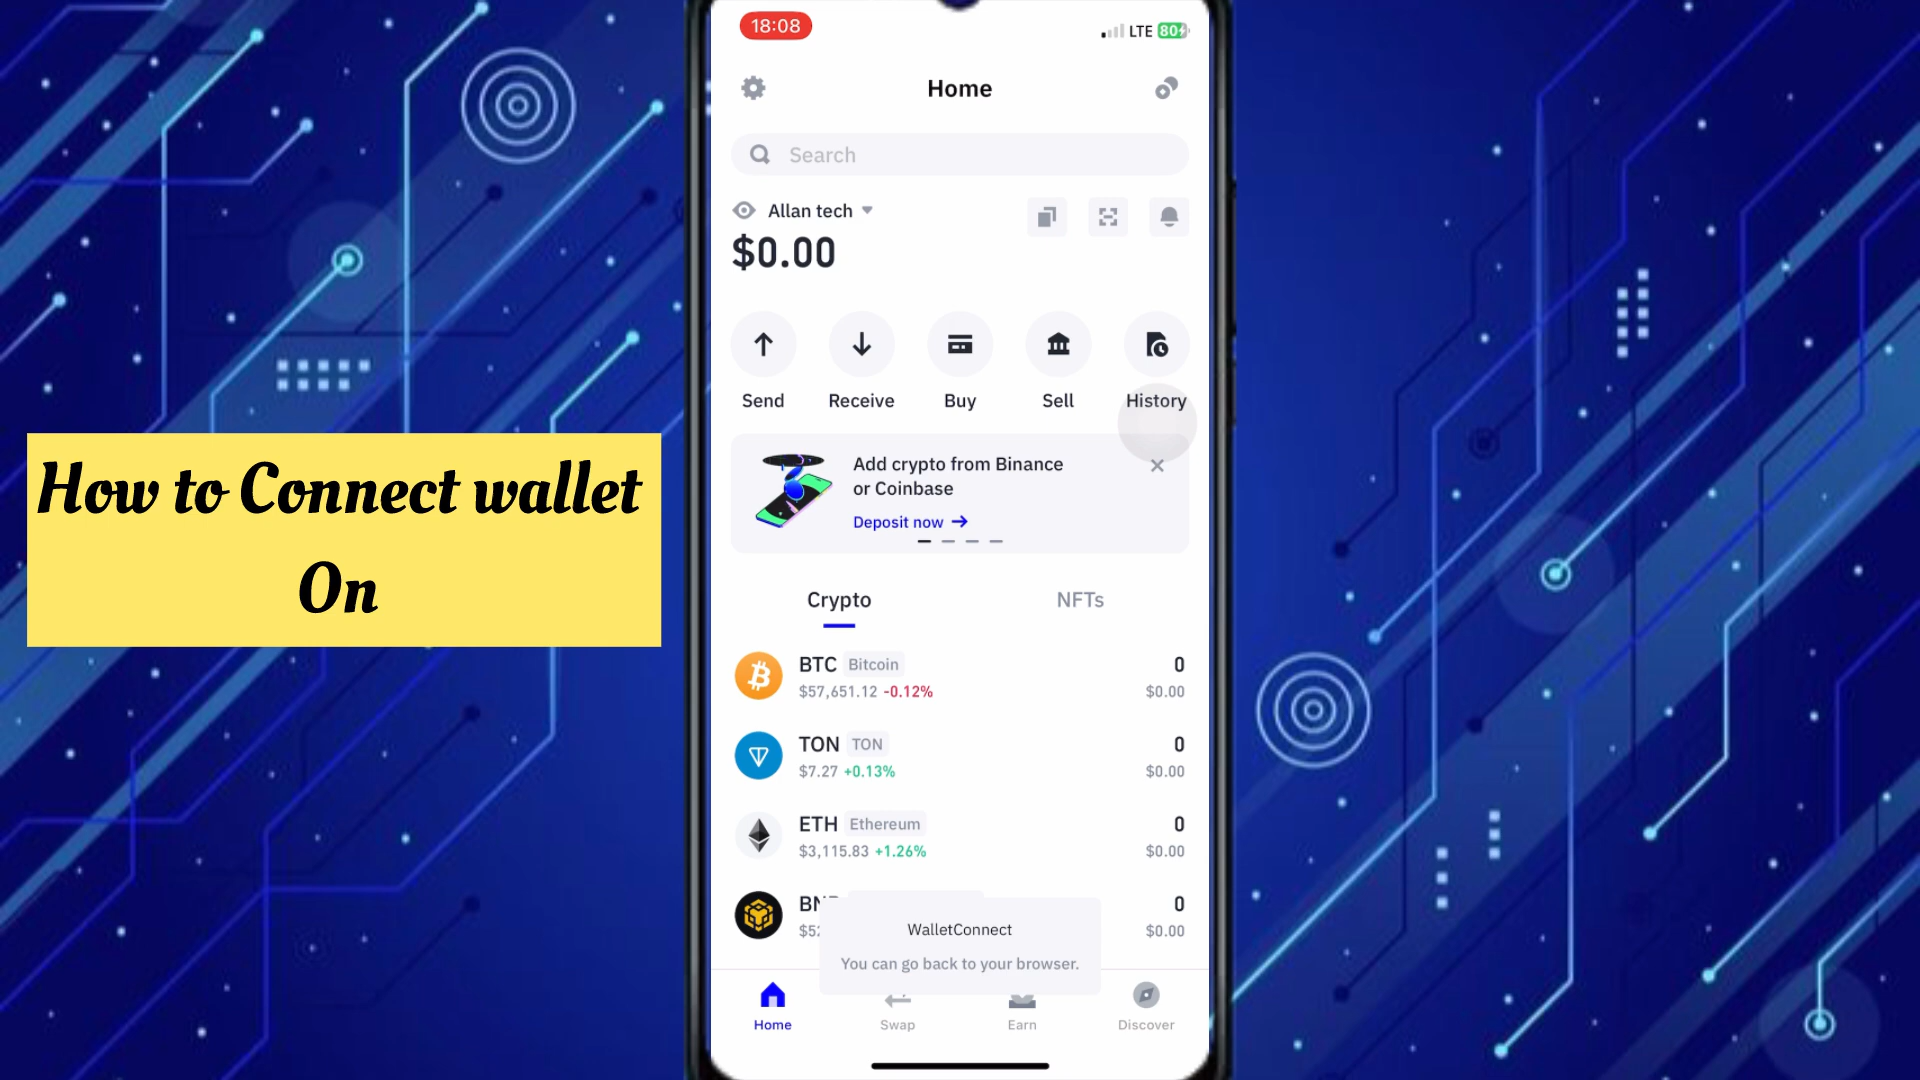 18:08
LTE 80
Home
Search
Allan tech
$0.00
Send Receive Buy Sell History
Add crypto from Binance
or Coinbase
Deposit now
Crypto NFTs
BTC Bitcoin 0
$57,651.12 -0.12% $0.00
TON TON 0
$7.27 +0.13% $0.00
ETH Ethereum 0
$3,115.83 +1.26% $0.00
0
$0.00
WalletConnect
You can go back to your browser.
Home Swap Earn Discover
How to Connect wallet
On